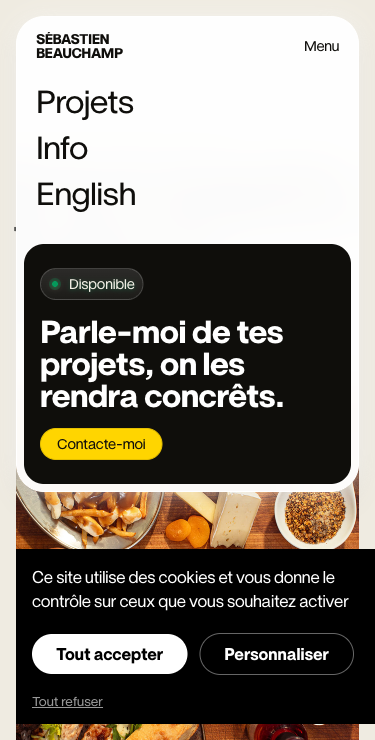 SÉBASTIEN
BEAUCHAMP
Menu
Projets
Info
English
Disponible
Parle-moi de tes
projets, on les
rendra concrêts.
Contacte-moi
Ce site utilise des cookies et vous donne le
contrôle sur ceux que vous souhaitez activer
Tout accepter
Personnaliser
Tout refuser